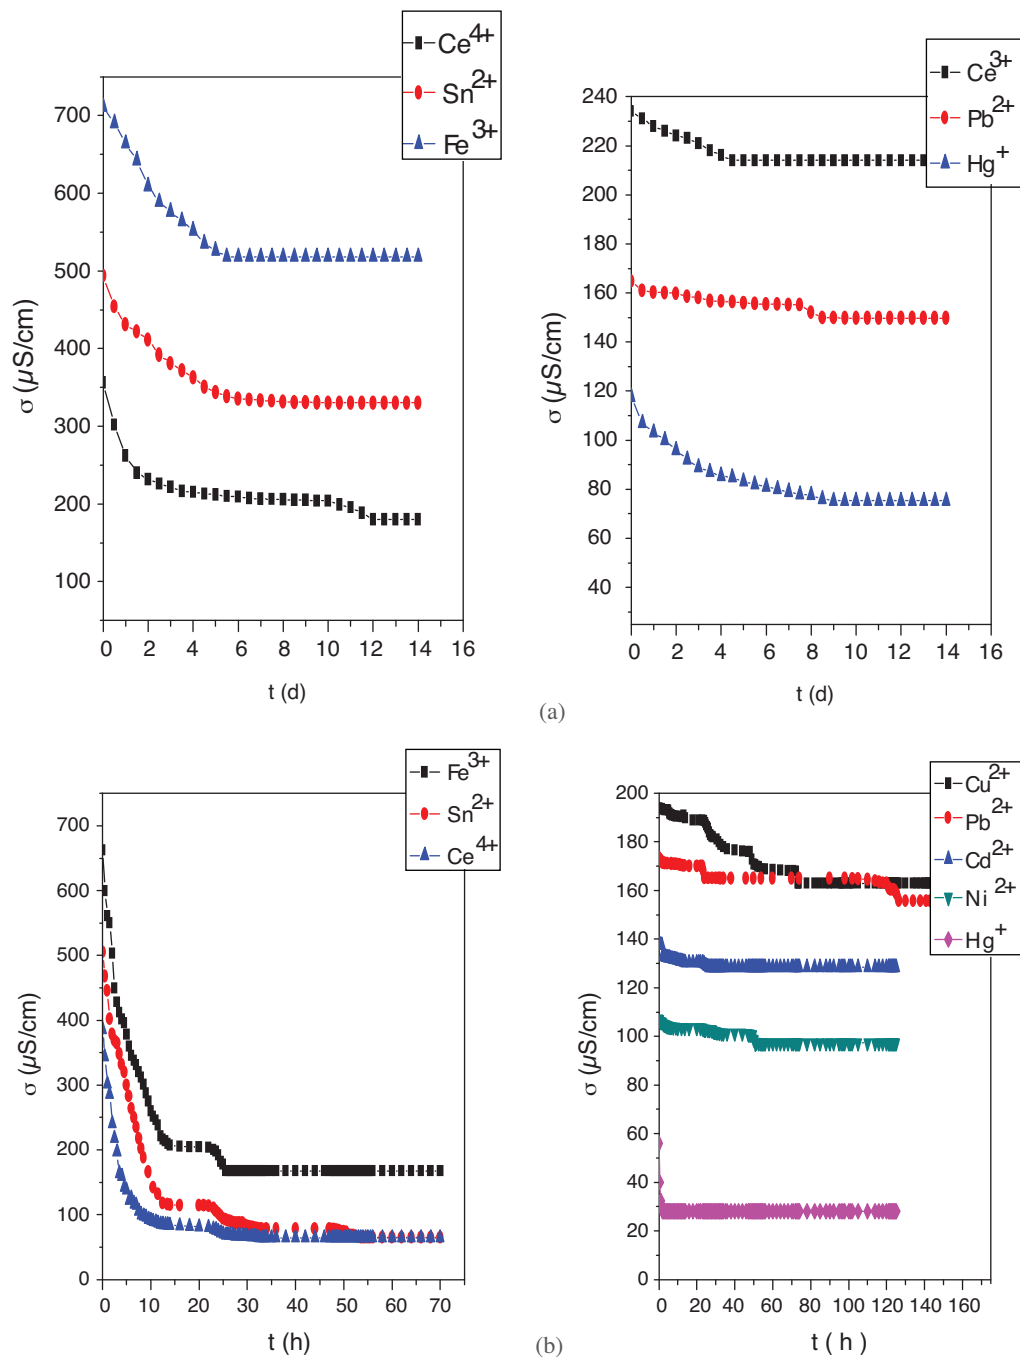 Ce4+
Sn2+
Fe3+
700
600
500
400
300
200
100
σ (µS/cm)
0 2 4 6 8 10 12 14 16
t (d)
Ce3+
Pb2+
Hg+
240
220
200
180
160
140
120
100
80
60
40
σ (µS/cm)
0 2 4 6 8 10 12 14 16
t (d)
(a)
Fe3+
Sn2+
Ce4+
700
600
500
400
300
200
100
0
σ (µS/cm)
0 10 20 30 40 50 60 70
t (h)
Cu2+
Pb2+
Cd2+
Ni2+
Hg+
200
180
160
140
120
100
80
60
40
20
0
σ (µS/cm)
0 20 40 60 80 100 120 140 160
t ( h )
(b)